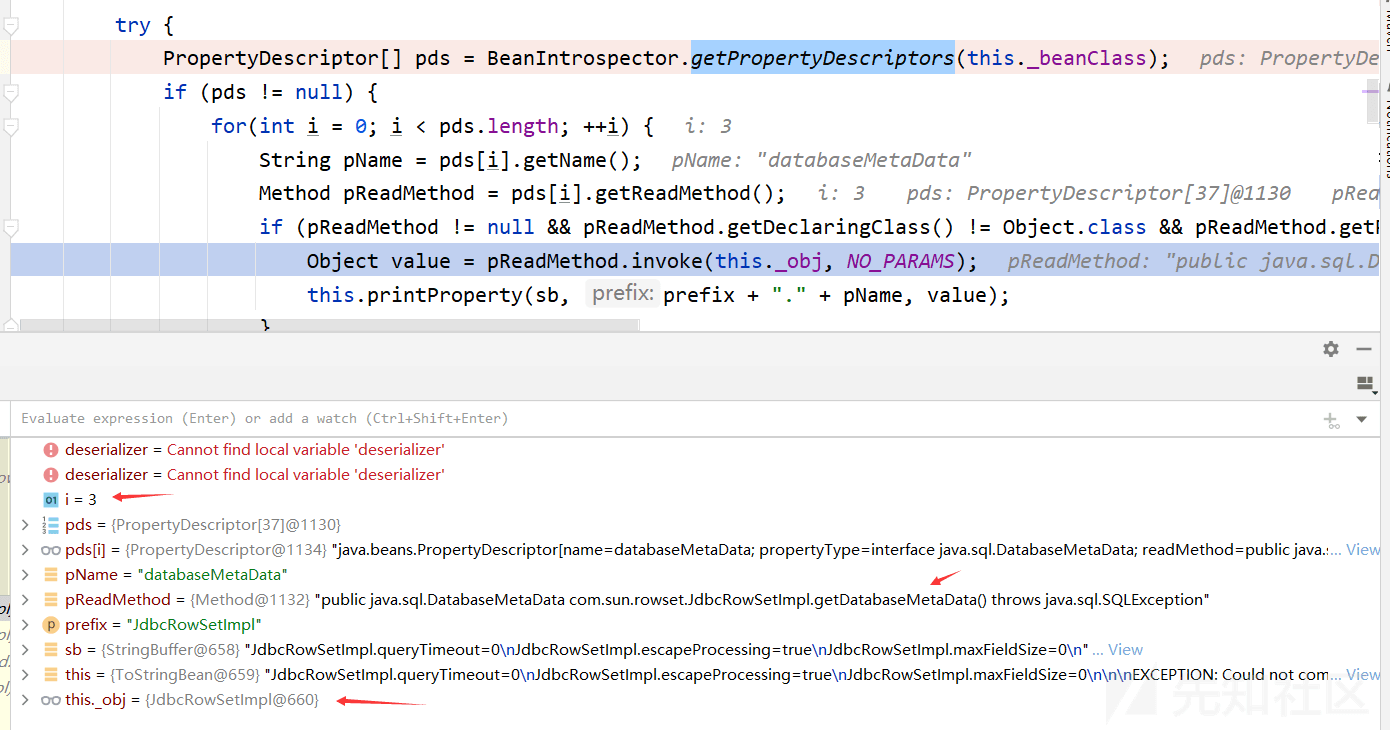 try {
PropertyDescriptor[] pds = BeanIntrospector.getPropertyDescriptors(this._beanClass); pds: PropertyDe
if (pds != null) {
for(int i = 0; i < pds.length; ++i) { i: 3
String pName = pds[i].getName(); pName: "databaseMetaData"
Method pReadMethod = pds[i].getReadMethod(); i: 3 pds: PropertyDescriptor[37]@1130 pRea
if (pReadMethod != null && pReadMethod.getDeclaringClass() != Object.class && pReadMethod.get
Object value = pReadMethod.invoke(this._obj, NO_PARAMS); pReadMethod: "public java.sql.D
this.printProperty(sb, prefix: prefix + "." + pName, value);
}
Evaluate expression (Enter) or add a watch (Ctrl+Shift+Enter)
deserializer = Cannot find local variable 'deserializer'
deserializer = Cannot find local variable 'deserializer'
01 i = 3
pds = {PropertyDescriptor[37]@1130}
pds[i] = {PropertyDescriptor@1134} "java.beans.PropertyDescriptor[name=databaseMetaData; propertyType=interface java.sql.DatabaseMetaData; readMethod=public java.s... View
pName = "databaseMetaData"
pReadMethod = {Method@1132} "public java.sql.DatabaseMetaData com.sun.rowset.JdbcRowSetImpl.getDatabaseMetaData() throws java.sql.SQLException"
p prefix = "JdbcRowSetImpl"
sb = {StringBuffer@658} "JdbcRowSetImpl.queryTimeout=0\nJdbcRowSetImpl.escapeProcessing=true\nJdbcRowSetImpl.maxFieldSize=0\n" ... View
this = {ToStringBean@659} "JdbcRowSetImpl.queryTimeout=0\nJdbcRowSetImpl.escapeProcessing=true\nJdbcRowSetImpl.maxFieldSize=0\n\n\nEXCEPTION: Could not com... View
this._obj = {JdbcRowSetImpl@660}
先知社区